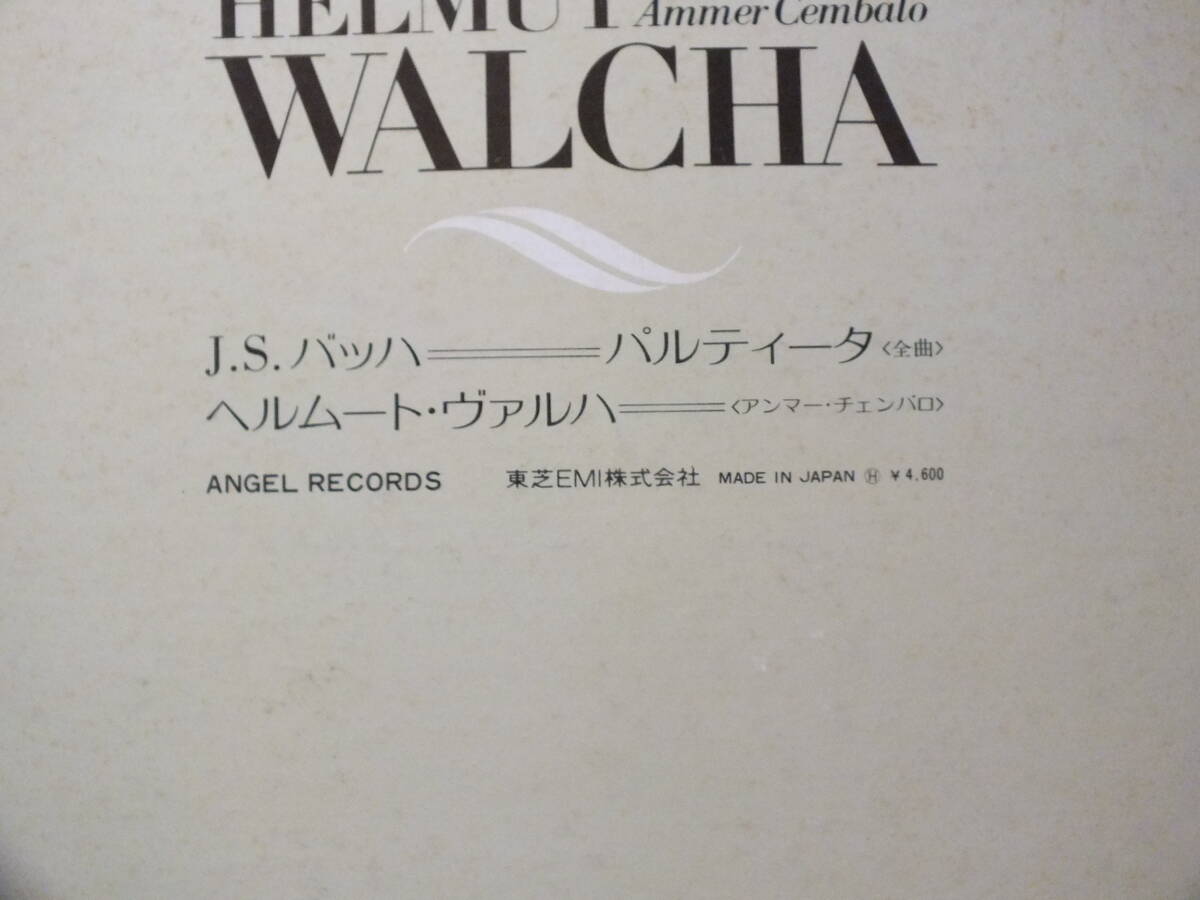 HELMUT Ammer Cembalo
WALCHA
J.S.バッハ═══パルティータ〈全曲〉
ヘルムート・ヴァルハ═══〈アンマー・チェンバロ〉
ANGEL RECORDS 東芝EMI株式会社 MADE IN JAPAN Ⓗ ¥4,600